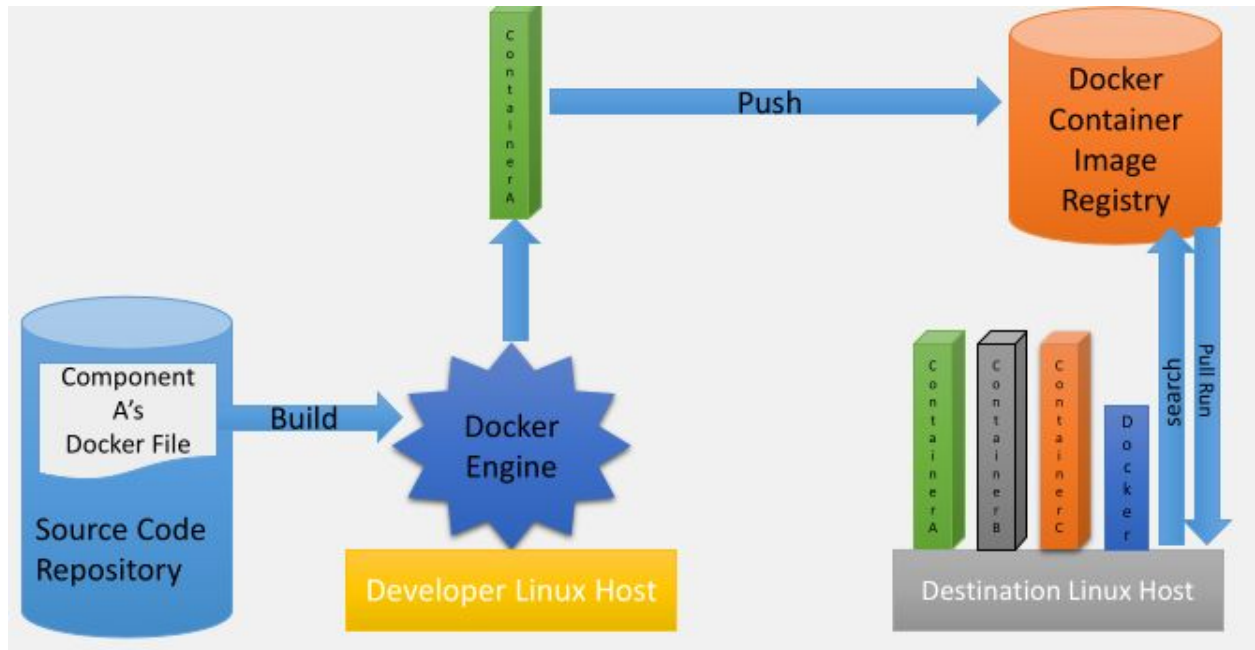 Container A
Push
Docker
Container
Image
Registry
Component
A's
Docker File
Build
Docker
Engine
Source Code
Repository
Developer Linux Host
Container A
Container B
Container C
Docker
search
Pull Run
Destination Linux Host